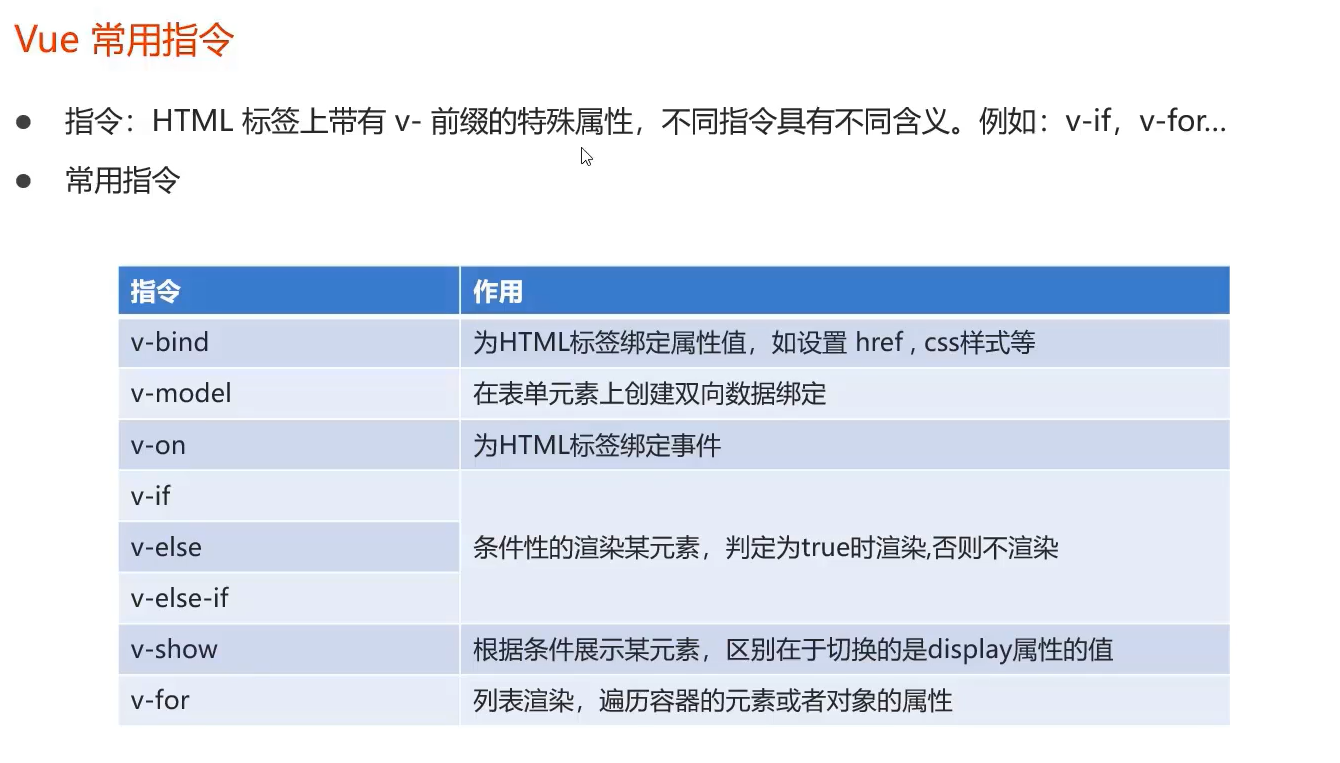 Vue 常用指令
● 指令：HTML 标签上带有 v- 前缀的特殊属性，不同指令具有不同含义。例如：v-if，v-for…
● 常用指令
指令 作用
v-bind 为HTML标签绑定属性值，如设置 href , css样式等
v-model 在表单元素上创建双向数据绑定
v-on 为HTML标签绑定事件
v-if
v-else 条件性的渲染某元素，判定为true时渲染,否则不渲染
v-else-if
v-show 根据条件展示某元素，区别在于切换的是display属性的值
v-for 列表渲染，遍历容器的元素或者对象的属性